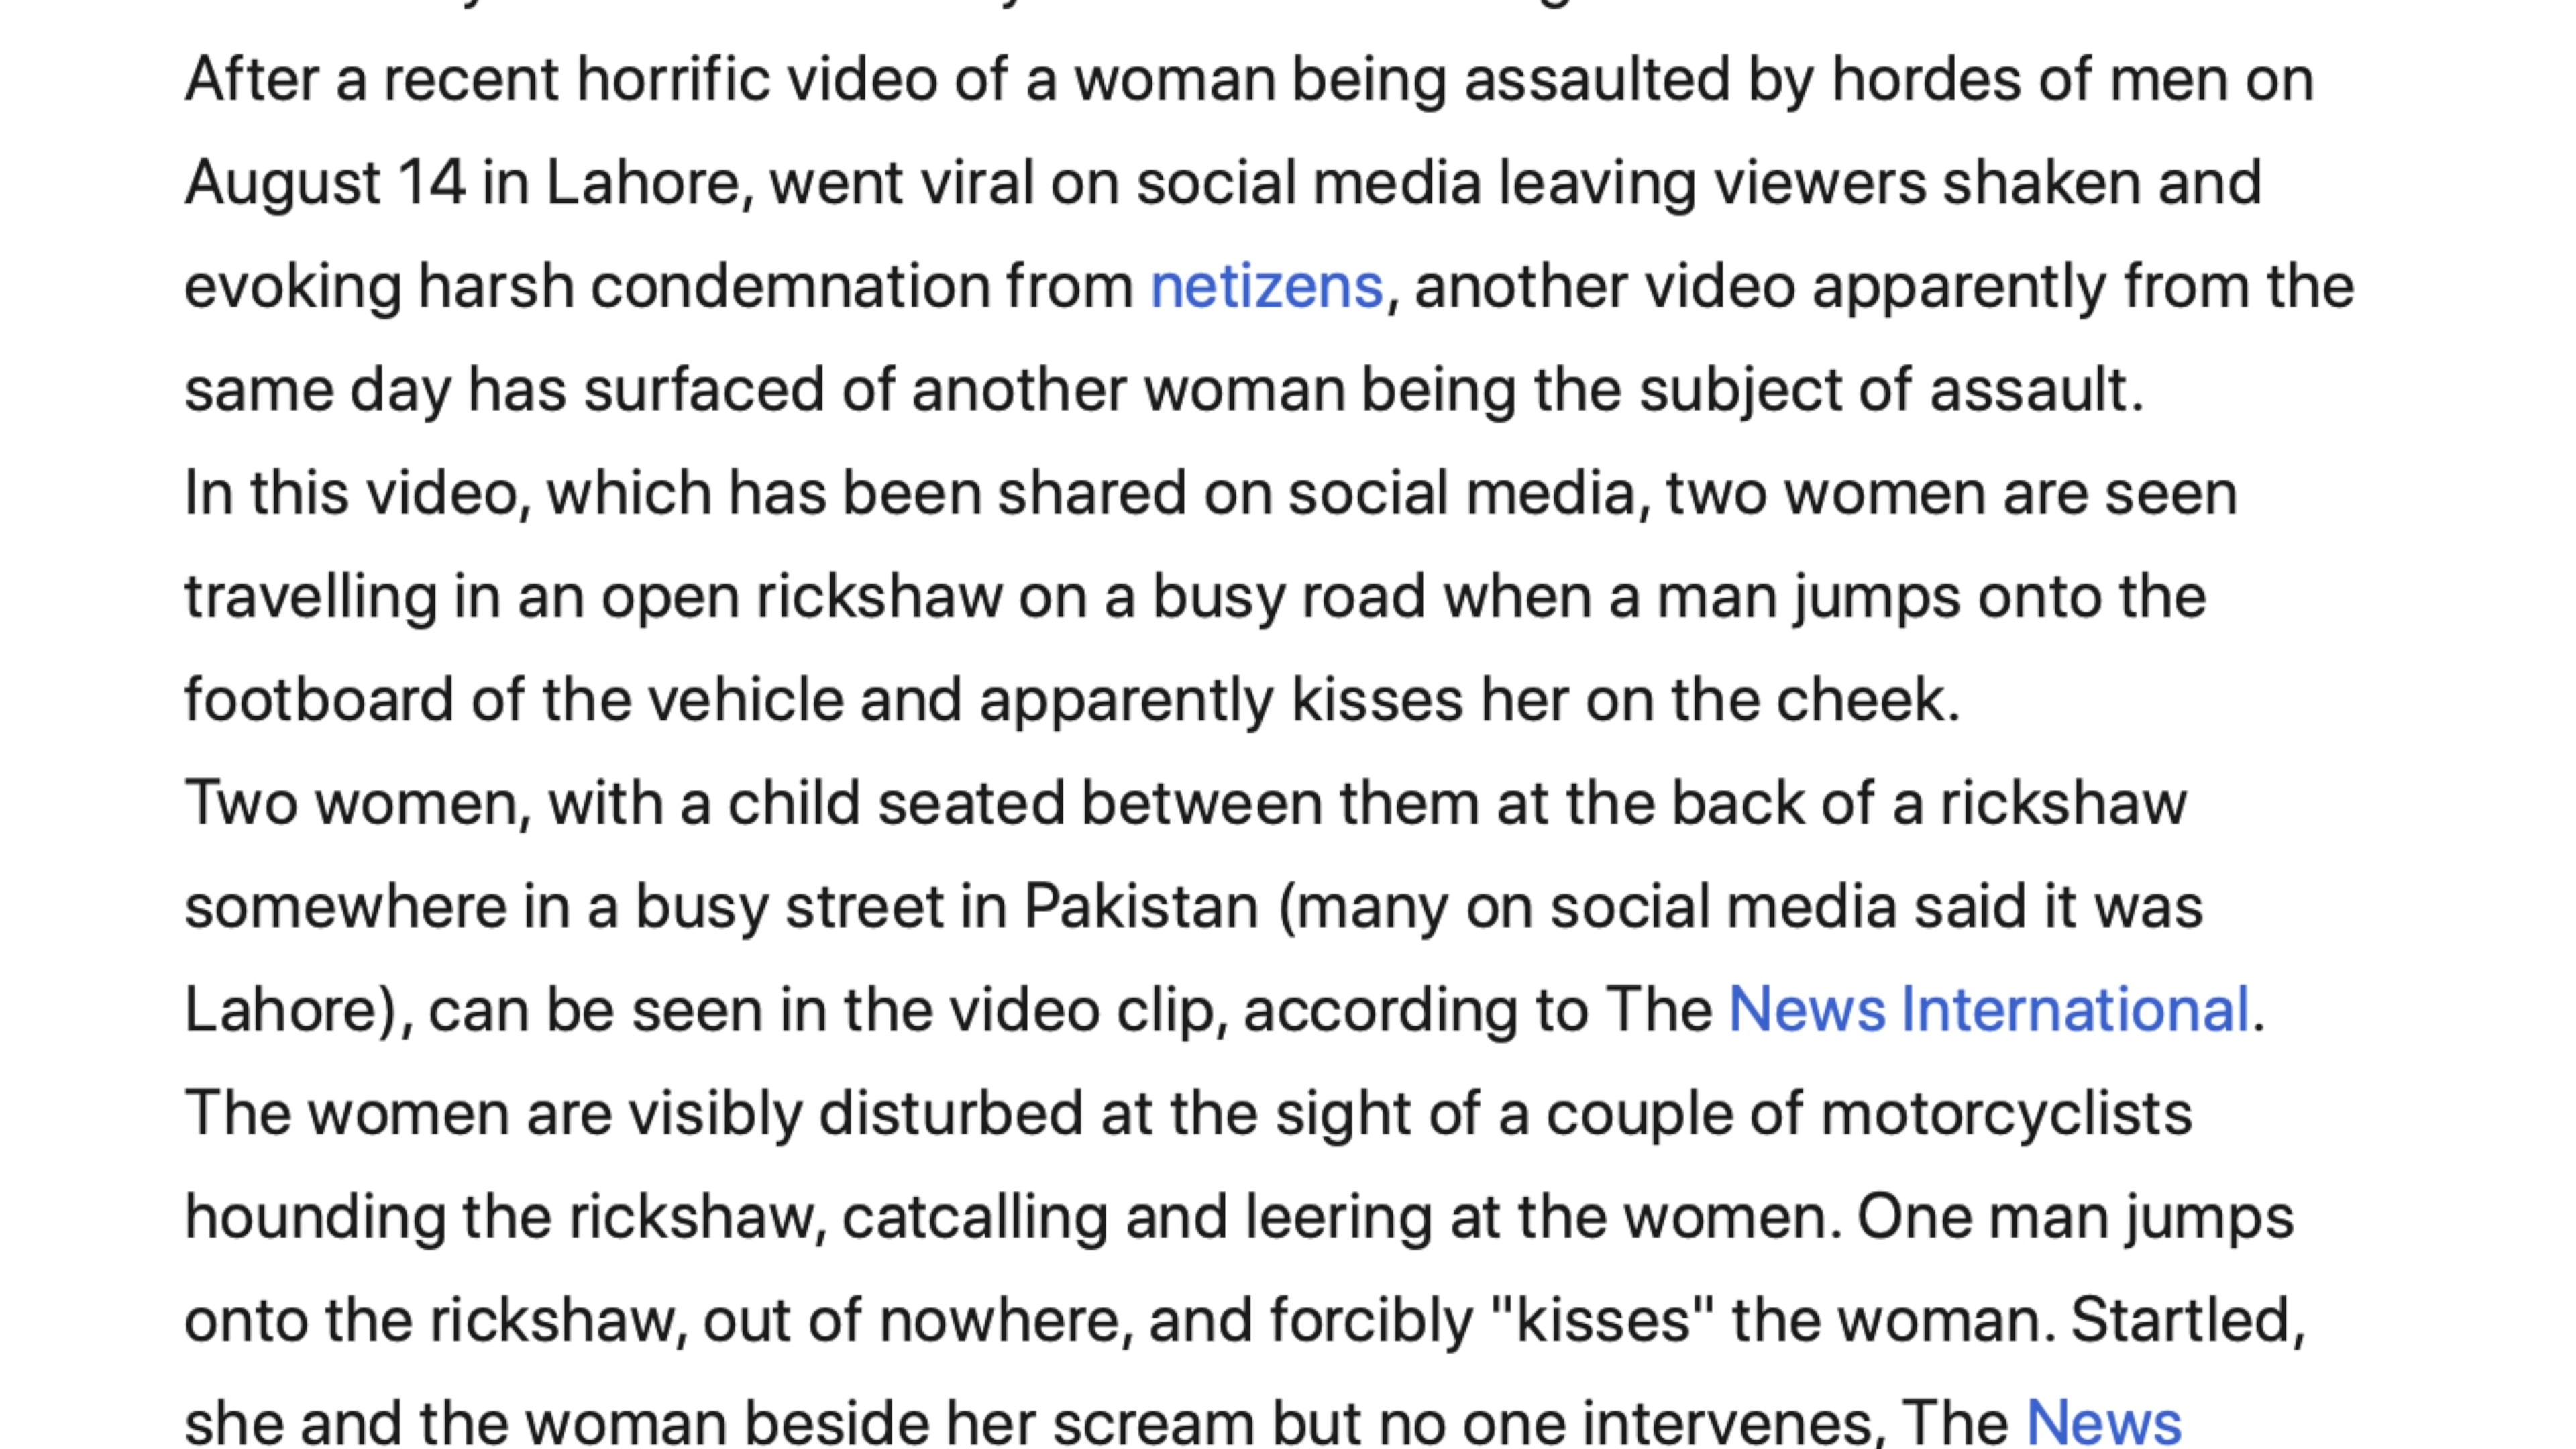 After a recent horrific video of a woman being assaulted by hordes of men on
August 14 in Lahore, went viral on social media leaving viewers shaken and
evoking harsh condemnation from netizens, another video apparently from the
same day has surfaced of another woman being the subject of assault.
In this video, which has been shared on social media, two women are seen
travelling in an open rickshaw on a busy road when a man jumps onto the
footboard of the vehicle and apparently kisses her on the cheek.
Two women, with a child seated between them at the back of a rickshaw
somewhere in a busy street in Pakistan (many on social media said it was
Lahore), can be seen in the video clip, according to The News International.
The women are visibly disturbed at the sight of a couple of motorcyclists
hounding the rickshaw, catcalling and leering at the women. One man jumps
onto the rickshaw, out of nowhere, and forcibly "kisses" the woman. Startled,
she and the woman beside her scream but no one intervenes, The News